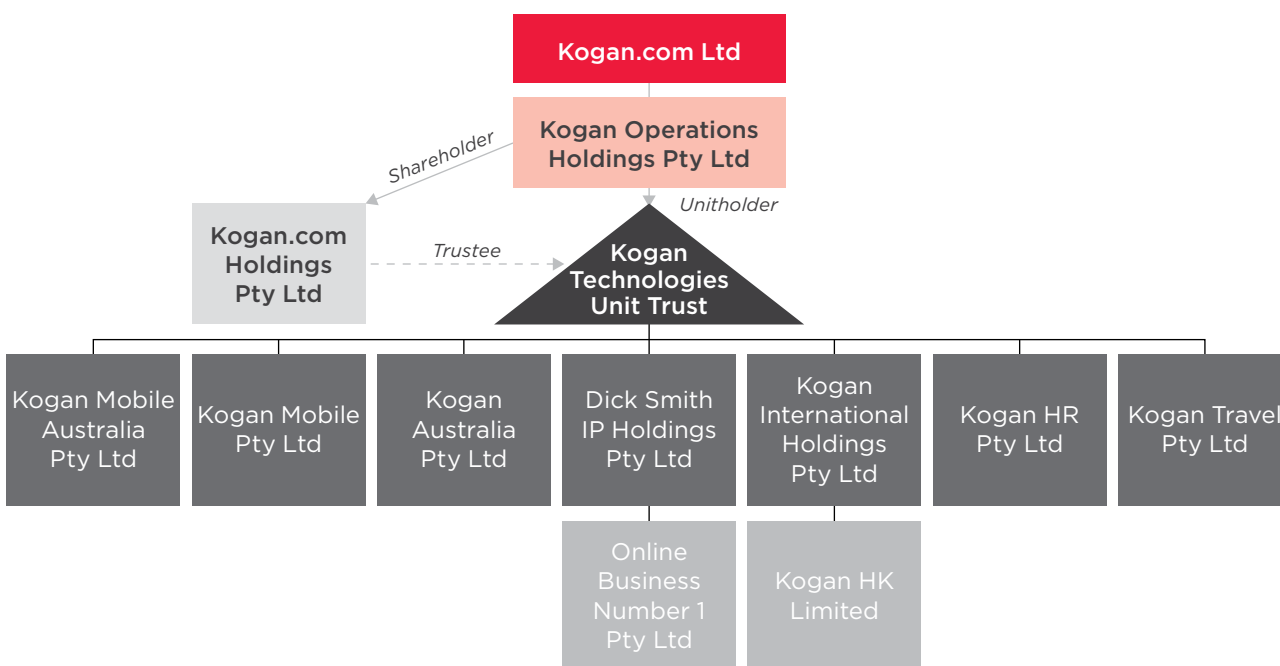 Kogan.com Ltd
Kogan Operations
Holdings Pty Ltd
Shareholder
Unitholder
Kogan.com
Holdings
Pty Ltd
Trustee
Kogan
Technologies
Unit Trust
Kogan Mobile
Australia
Pty Ltd
Kogan Mobile
Pty Ltd
Kogan
Australia
Pty Ltd
Dick Smith
IP Holdings
Pty Ltd
Kogan
International
Holdings
Pty Ltd
Kogan HR
Pty Ltd
Kogan Travel
Pty Ltd
Online
Business
Number 1
Pty Ltd
Kogan HK
Limited